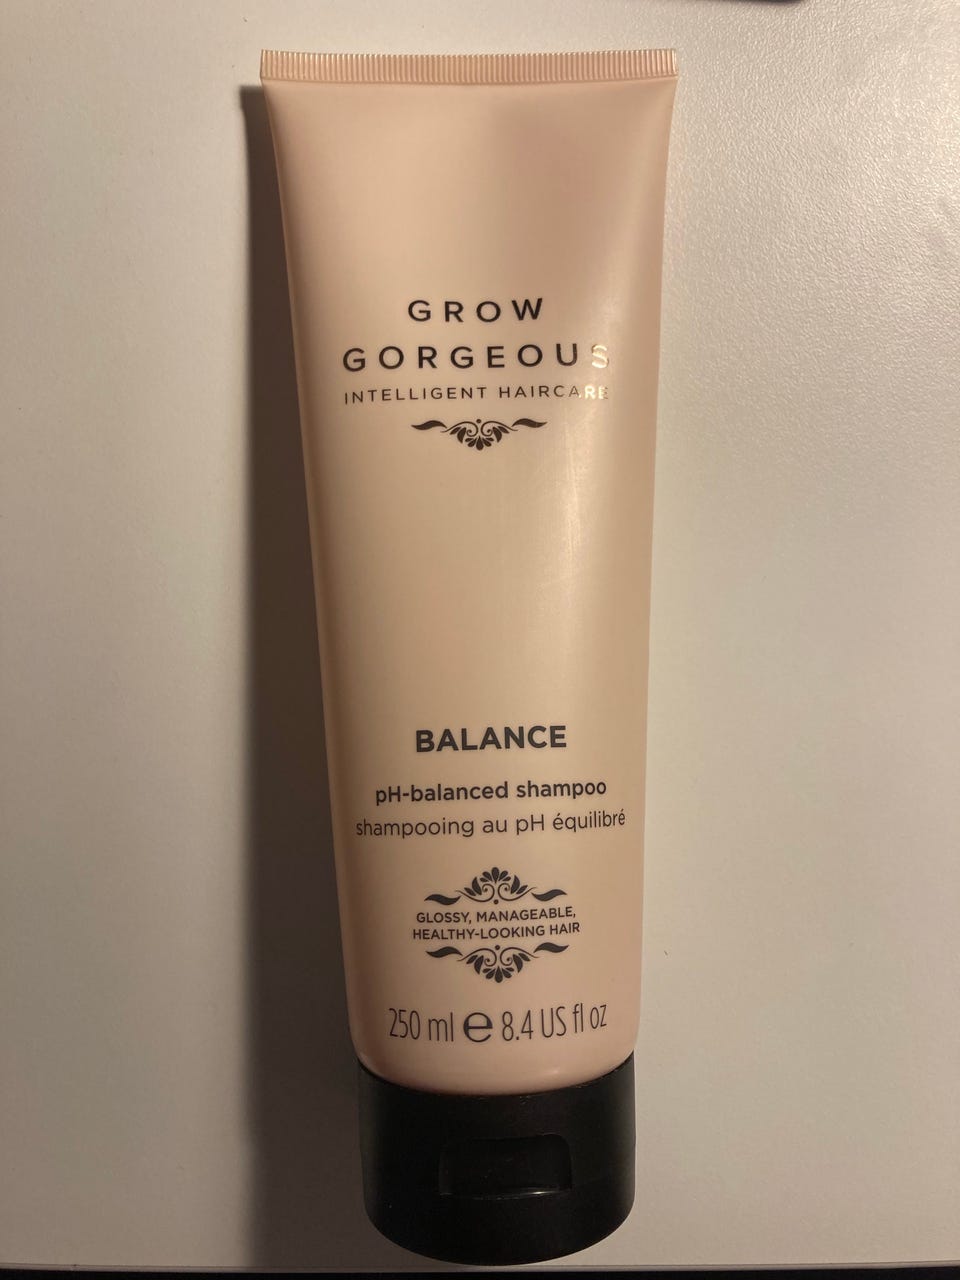 GROW
GORGEOUS
INTELLIGENT HAIRCARE
BALANCE
pH-balanced shampoo
shampooing au pH équilibré
GLOSSY, MANAGEABLE,
HEALTHY-LOOKING HAIR
250 ml ℮ 8.4 US fl oz